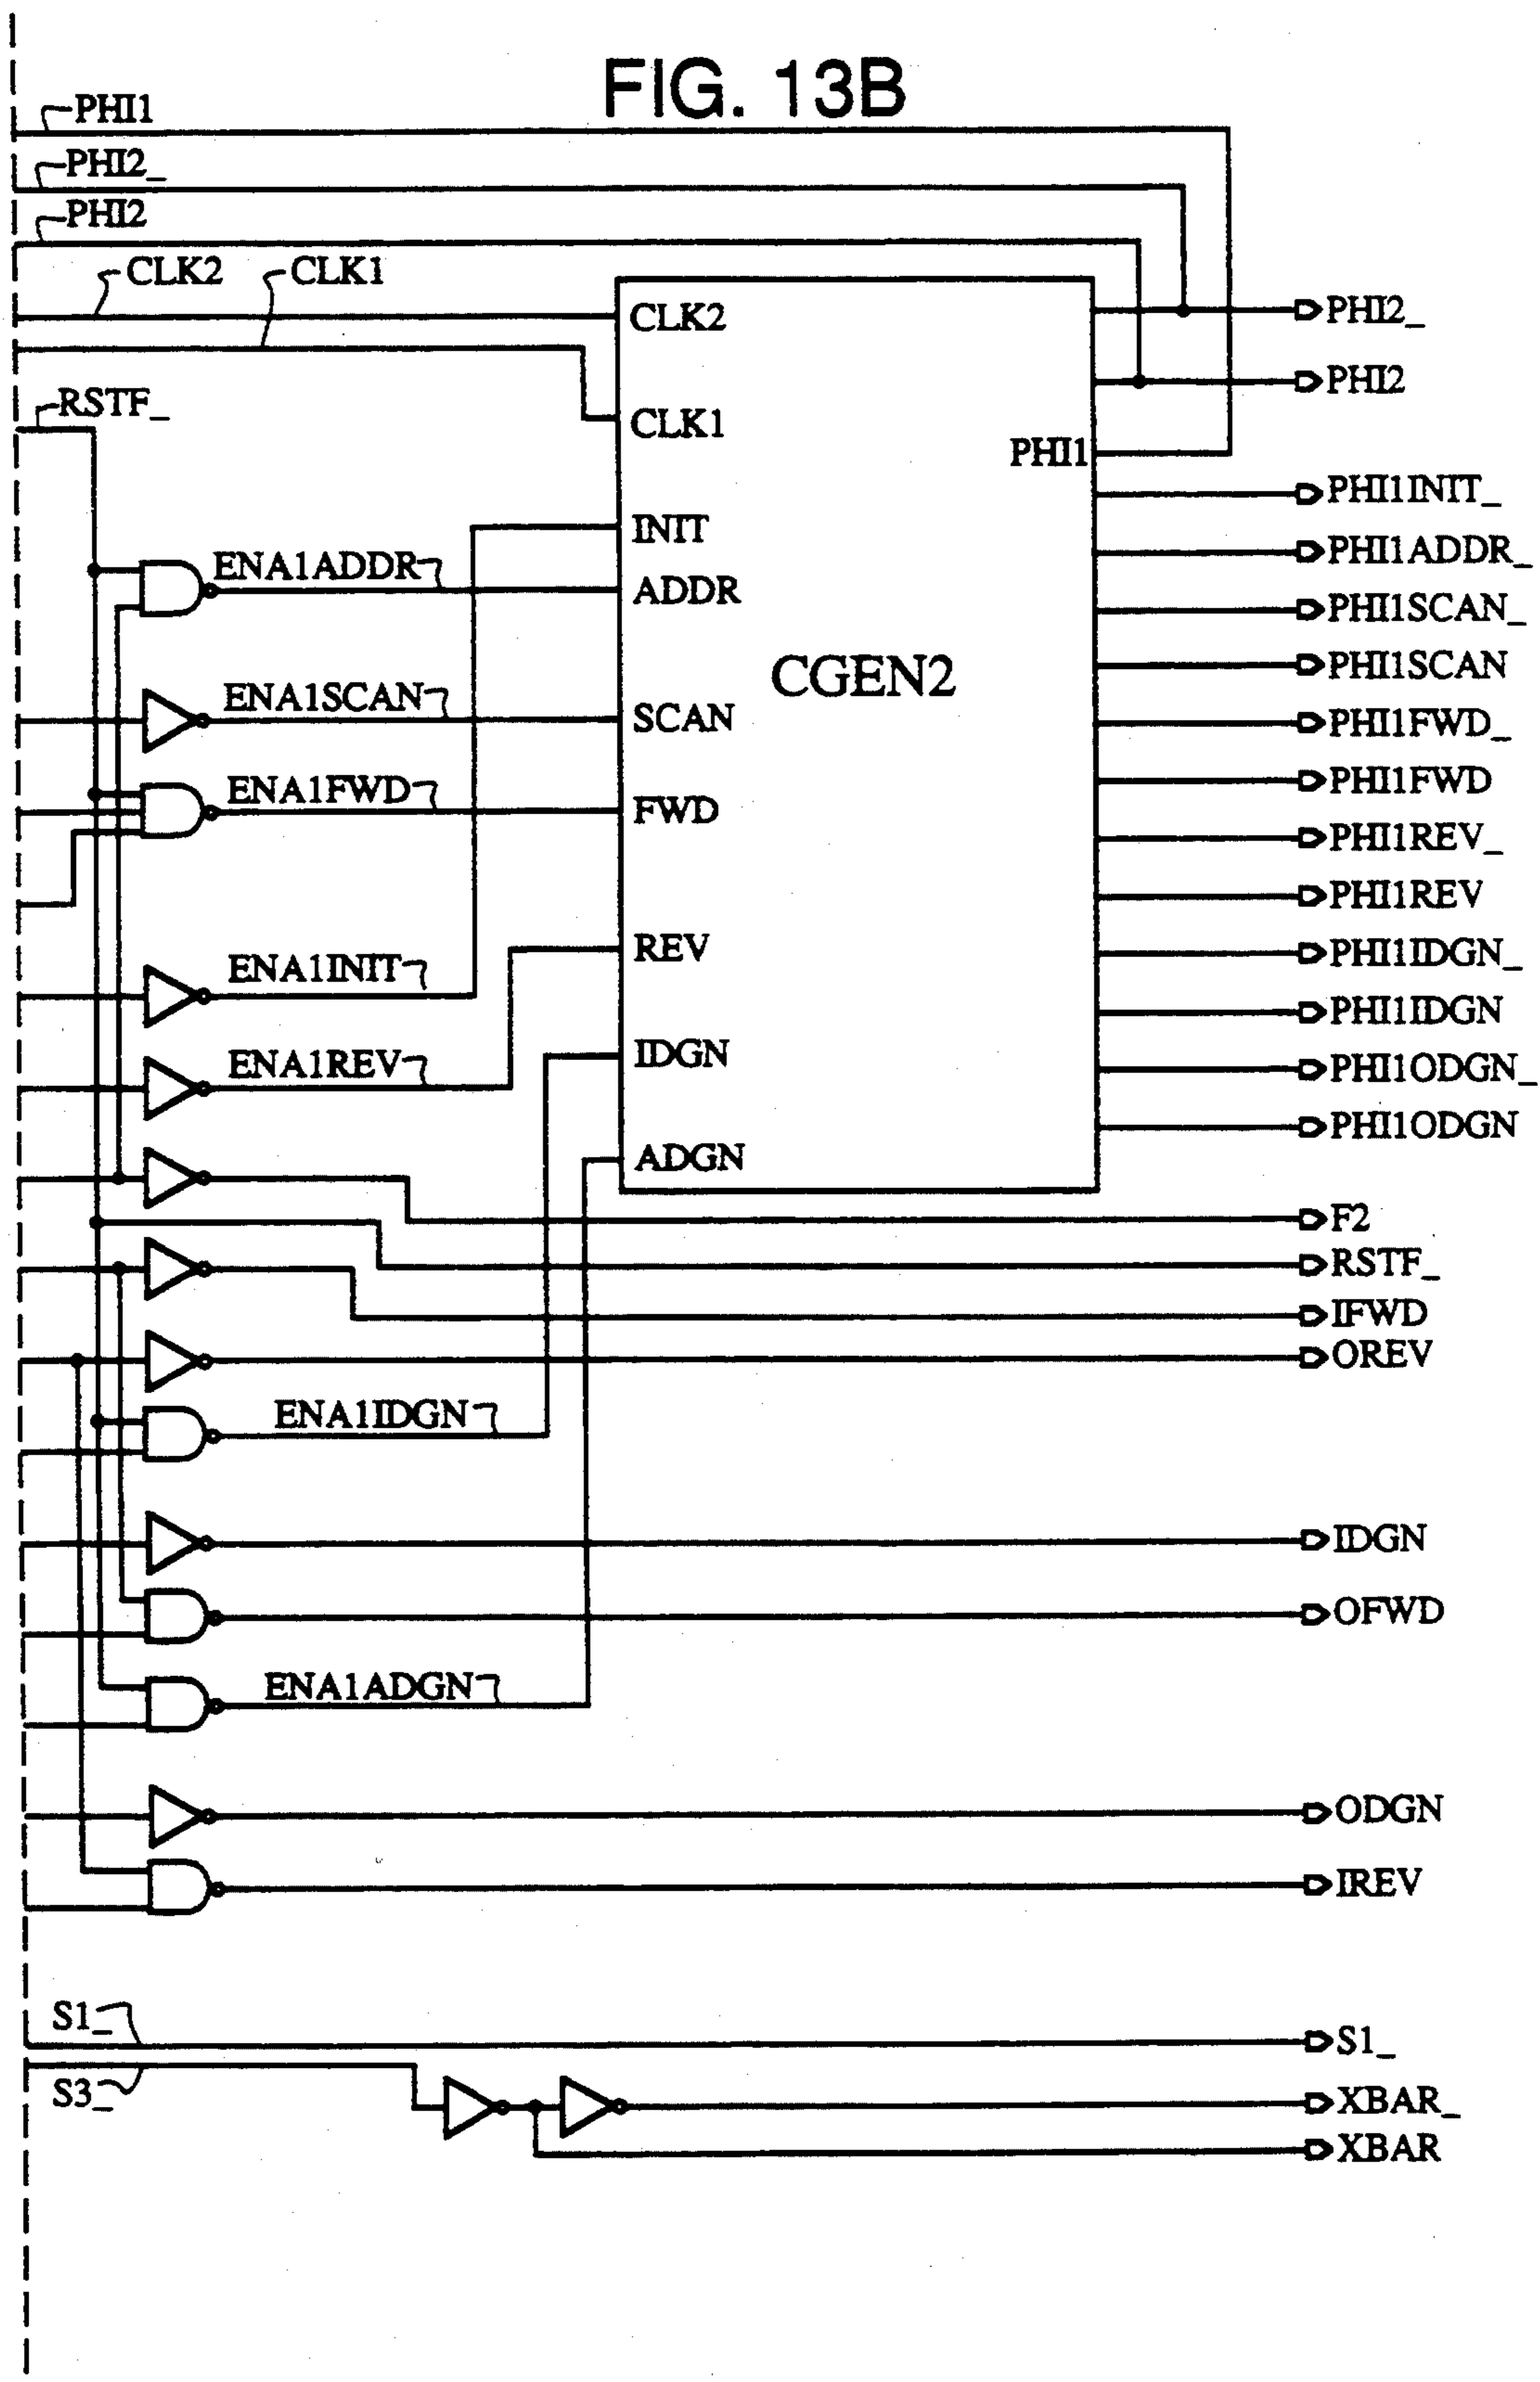 FIG. 13B
PHI1
PHI2_
PHI2
CLK2 CLK1
CLK2
PHI2_
PHI2
RSTF_
CLK1
PHI1
PHI1INIT_
INIT
PHI1ADDR_
ENA1ADDR
ADDR
PHI1SCAN_
CGEN2
PHI1SCAN
ENA1SCAN
SCAN
PHI1FWD_
ENA1FWD
PHI1FWD
FWD
PHI1REV_
PHI1REV
REV
PHI1IDGN_
ENA1INIT
PHI1IDGN
ENA1REV
IDGN
PHI1ODGN_
PHI1ODGN
ADGN
F2
RSTF_
IFWD
OREV
ENA1IDGN
IDGN
OFWD
ENA1ADGN
ODGN
IREV
S1_
S1_
S3_
XBAR_
XBAR